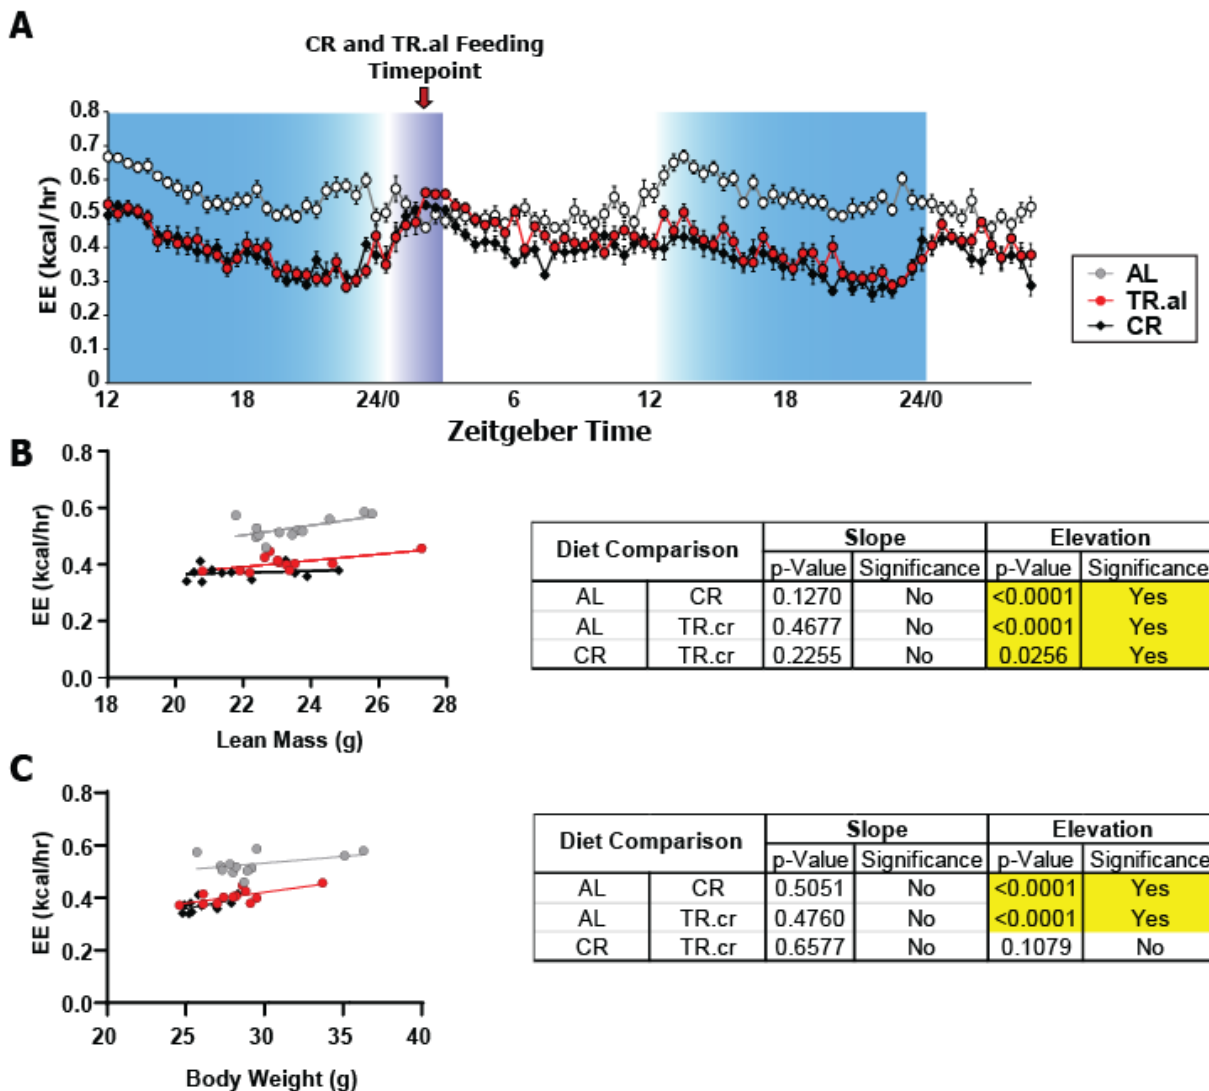 A
CR and TR.al Feeding
Timepoint
0.8
0.7
0.6
0.5
0.4
0.3
0.2
0.1
0
EE (kcal/hr)
12 18 24/0 6 12 18 24/0
Zeitgeber Time
AL
TR.al
CR
B
0.8
0.6
0.4
0.2
0.0
EE (kcal/hr)
18 20 22 24 26 28
Lean Mass (g)
Diet Comparison Slope Elevation
p-Value Significance p-Value Significance
AL CR 0.1270 No <0.0001 Yes
AL TR.cr 0.4677 No <0.0001 Yes
CR TR.cr 0.2255 No 0.0256 Yes
C
0.8
0.6
0.4
0.2
0.0
EE (kcal/hr)
20 25 30 35 40
Body Weight (g)
Diet Comparison Slope Elevation
p-Value Significance p-Value Significance
AL CR 0.5051 No <0.0001 Yes
AL TR.cr 0.4760 No <0.0001 Yes
CR TR.cr 0.6577 No 0.1079 No